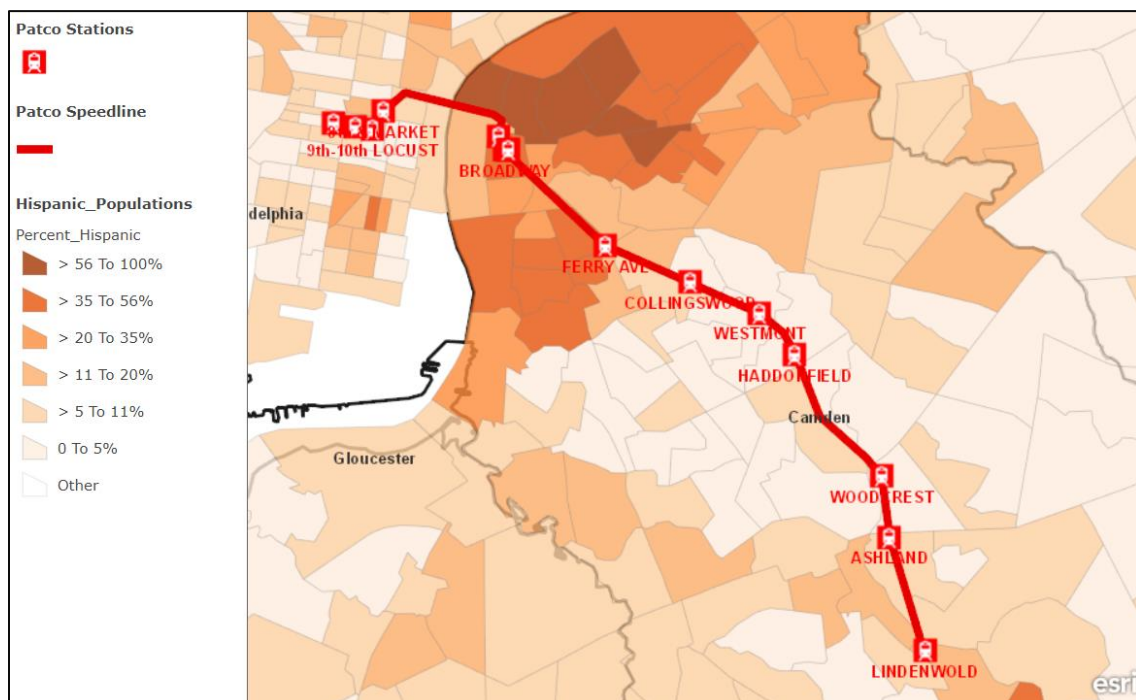 Patco Stations
Patco Speedline
Hispanic_Populations
Percent_Hispanic
> 56 To 100%
> 35 To 56%
> 20 To 35%
> 11 To 20%
> 5 To 11%
0 To 5%
Other
MARKET
9th-10th LOCUST
BROADWAY
delphia
FERRY AVE
COLLINGSWOOD
WESTMONT
HADDONFIELD
Camden
Gloucester
WOODCREST
ASHLAND
LINDENWOLD
esri